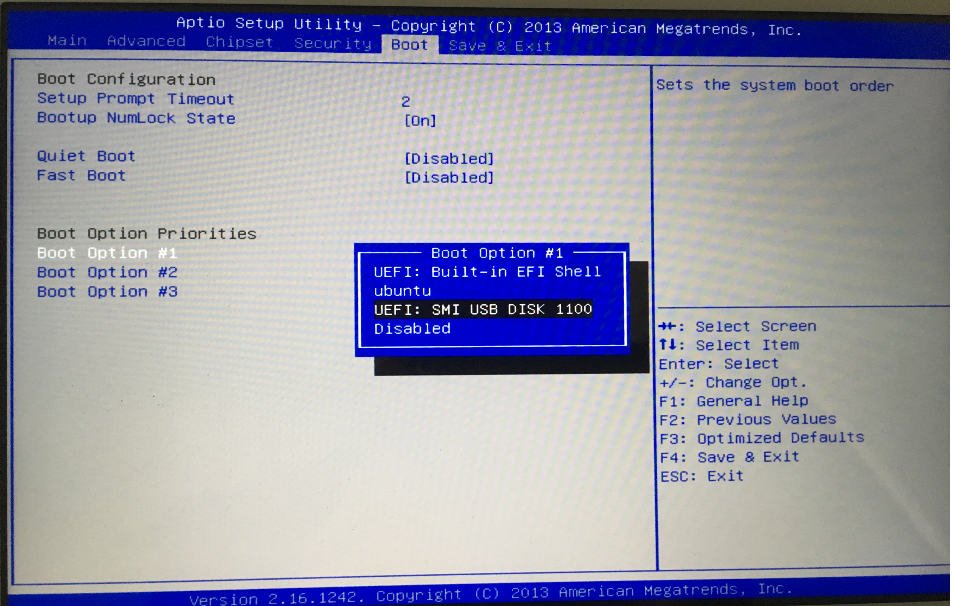 Aptio Setup Utility – Copyright (C) 2013 American Megatrends, Inc.
Main Advanced Chipset Security Boot Save & Exit
Boot Configuration
Setup Prompt Timeout 2
Bootup NumLock State [On]
Quiet Boot [Disabled]
Fast Boot [Disabled]
Boot Option Priorities
Boot Option #1
Boot Option #2
Boot Option #3
Boot Option #1
UEFI: Built-in EFI Shell
ubuntu
UEFI: SMI USB DISK 1100
Disabled
Sets the system boot order
→←: Select Screen
↑↓: Select Item
Enter: Select
+/-: Change Opt.
F1: General Help
F2: Previous Values
F3: Optimized Defaults
F4: Save & Exit
ESC: Exit
Version 2.16.1242. Copyright (C) 2013 American Megatrends, Inc.